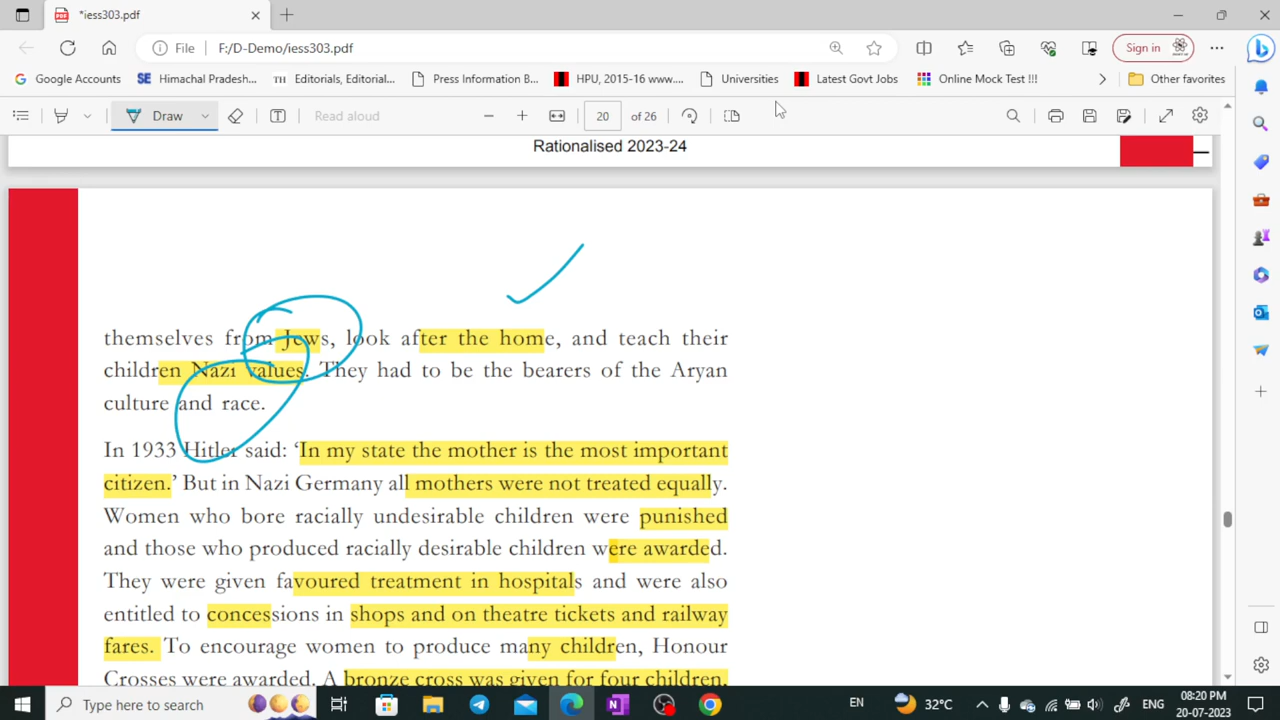 *iess303.pdf
File F:/D-Demo/iess303.pdf Sign in
Google Accounts SE Himachal Pradesh... TH Editorials, Editorial... Press Information B... HPU, 2015-16 www.... Universities Latest Govt Jobs Online Mock Test !!! Other favorites
Draw Read aloud 20 of 26
Rationalised 2023-24
themselves from Jews, look after the home, and teach their
children Nazi values. They had to be the bearers of the Aryan
culture and race.
In 1933 Hitler said: ‘In my state the mother is the most important
citizen.’ But in Nazi Germany all mothers were not treated equally.
Women who bore racially undesirable children were punished
and those who produced racially desirable children were awarded.
They were given favoured treatment in hospitals and were also
entitled to concessions in shops and on theatre tickets and railway
fares. To encourage women to produce many children, Honour
Crosses were awarded. A bronze cross was given for four children,
Type here to search EN 32°C ENG 08:20 PM
20-07-2023